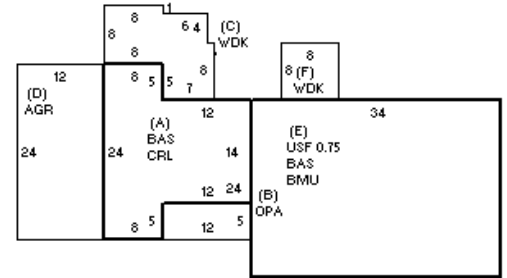 8
1
6 4
(C)
WDK
8
8
8
7
5
5
8
12
(D)
AGR
24
8
8
(F)
WDK
12
34
(A)
BAS
CRL
24
14
(E)
USF 0.75
BAS
BMU
12 24
(B)
OPA
8
5
12
5